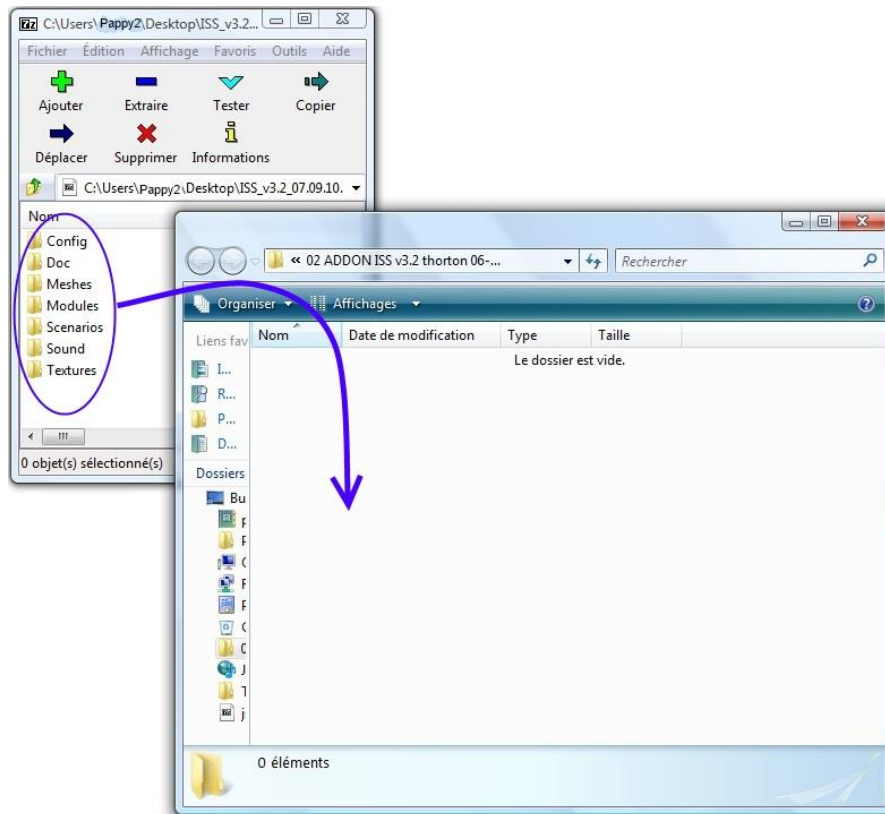 C:\Users\Pappy2\Desktop\ISS_v3.2...
Fichier Édition Affichage Favoris Outils Aide
Ajouter Extraire Tester Copier
Déplacer Supprimer Informations
C:\Users\Pappy2\Desktop\ISS_v3.2_07.09.10.
Nom
Config
Doc
Meshes
Modules
Scenarios
Sound
Textures
0 objet(s) sélectionné(s)
« 02 ADDON ISS v3.2 thorton 06-...
Rechercher
Organiser Affichages
Liens fav
Nom Date de modification Type Taille
Le dossier est vide.
I...
R...
P...
D...
Dossiers
Bu
0 éléments